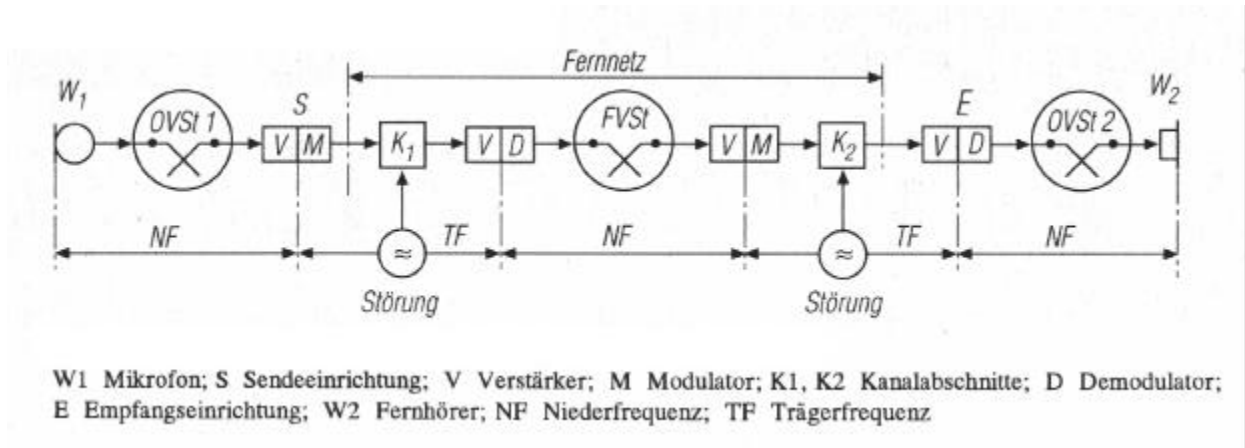 Fernnetz
W1 OVSt 1 S V M K1 V D FVSt V M K2 E V D OVSt 2 W2
NF TF NF TF NF
≈ ≈
Störung Störung
W1 Mikrofon; S Sendeeinrichtung; V Verstärker; M Modulator; K1, K2 Kanalabschnitte; D Demodulator;
E Empfangseinrichtung; W2 Fernhörer; NF Niederfrequenz; TF Trägerfrequenz